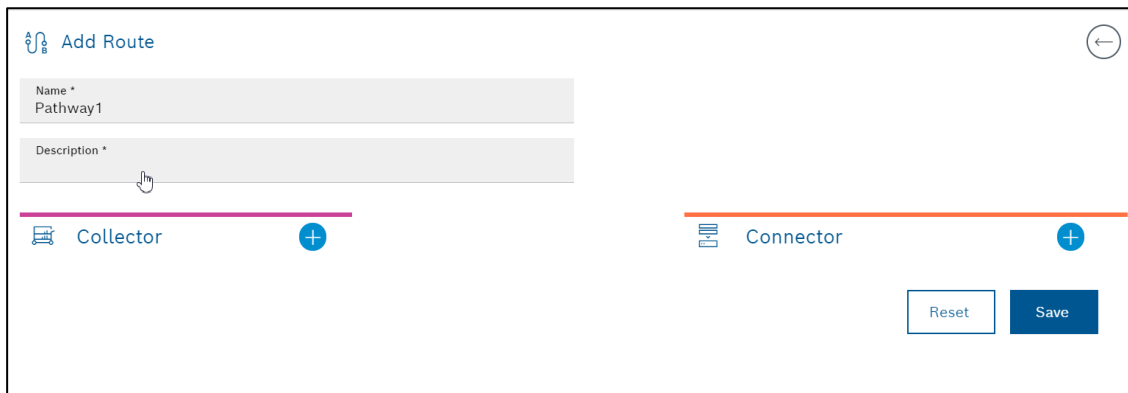 Add Route
Name *
Pathway1
Description *
Collector
Connector
Reset
Save